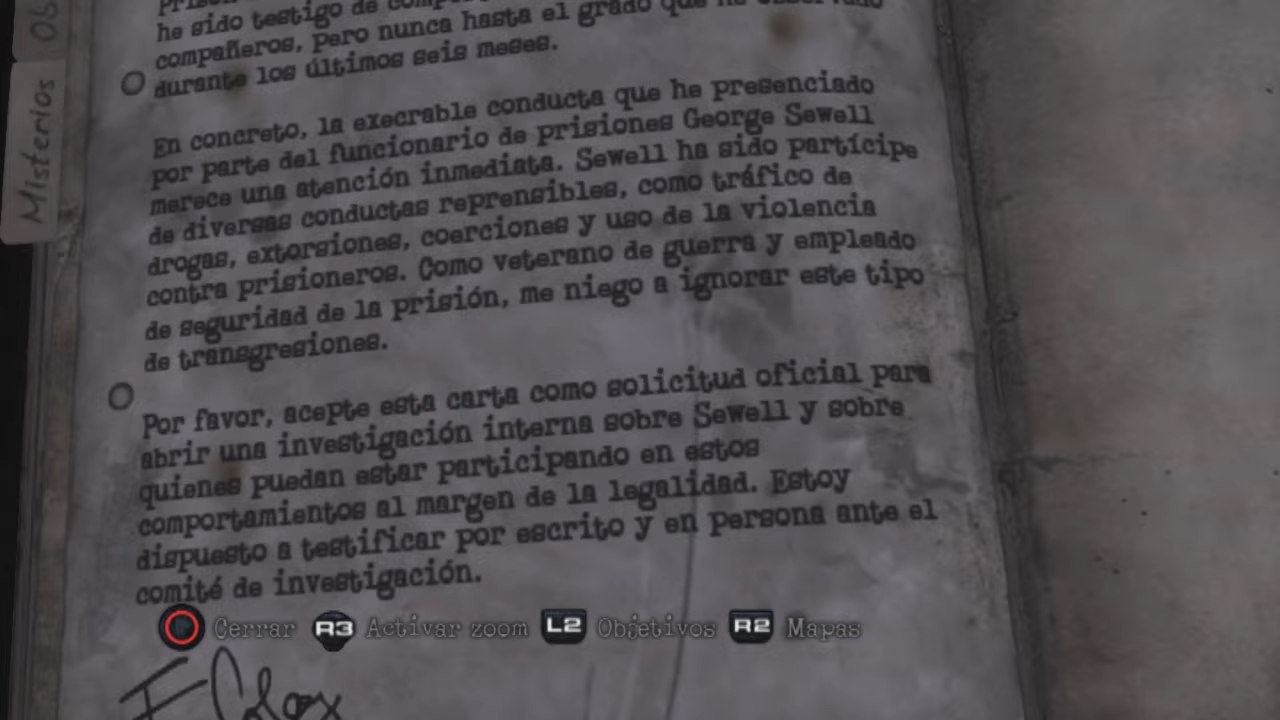 he sido testigo de
compañeros, pero nunca hasta el grado que he observado
durante los últimos seis meses.
En concreto, la execrable conducta que he presenciado
por parte del funcionario de prisiones George Sewell
merece una atención inmediata. Sewell ha sido partícipe
de diversas conductas reprensibles, como tráfico de
drogas, extorsiones, coerciones y uso de la violencia
contra prisioneros. Como veterano de guerra y empleado
de seguridad de la prisión, me niego a ignorar este tipo
de transgresiones.
Por favor, acepte esta carta como solicitud oficial para
abrir una investigación interna sobre Sewell y sobre
quienes puedan estar participando en estos
comportamientos al margen de la legalidad. Estoy
dispuesto a testificar por escrito y en persona ante el
comité de investigación.
Misterios
Cerrar R3 Activar zoom L2 Objetivos R2 Mapas